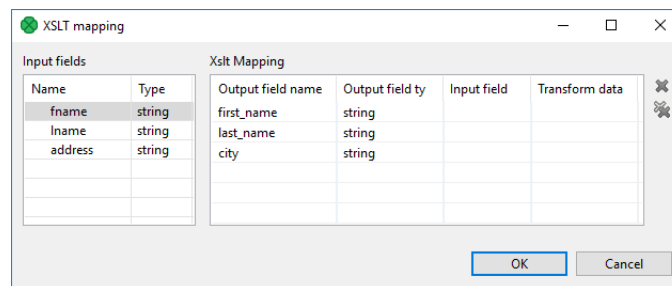 XSLT mapping
Input fields
Name Type
fname string
lname string
address string
Xslt Mapping
Output field name Output field ty Input field Transform data
first_name string
last_name string
city string
OK Cancel